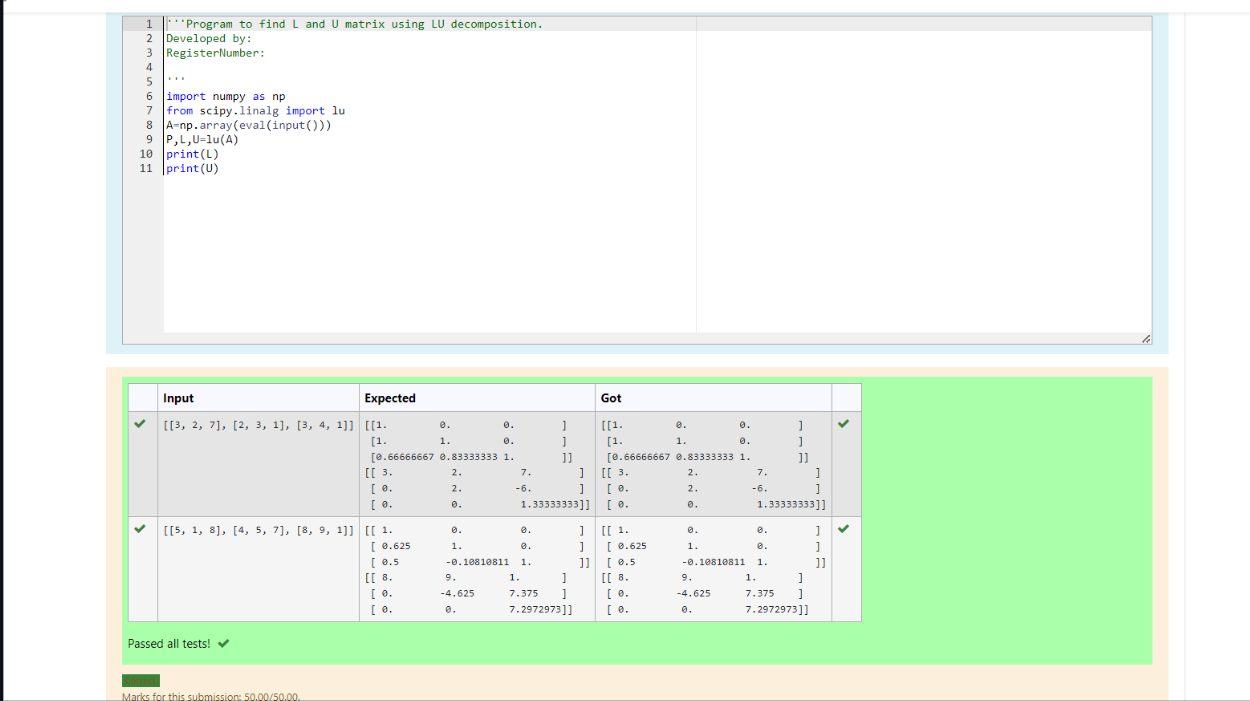 1 '''Program to find L and U matrix using LU decomposition.
2 Developed by:
3 RegisterNumber:
4
5 '''
6 import numpy as np
7 from scipy.linalg import lu
8 A=np.array(eval(input()))
9 P,L,U=lu(A)
10 print(L)
11 print(U)
Input Expected Got
[[3, 2, 7], [2, 3, 1], [3, 4, 1]] [[1. 0. 0. ] [[1. 0. 0. ]
[1. 1. 0. ] [1. 1. 0. ]
[0.66666667 0.83333333 1. ]] [0.66666667 0.83333333 1. ]]
[[ 3. 2. 7. ] [[ 3. 2. 7. ]
[ 0. 2. -6. ] [ 0. 2. -6. ]
[ 0. 0. 1.33333333]] [ 0. 0. 1.33333333]]
[[5, 1, 8], [4, 5, 7], [8, 9, 1]] [[ 1. 0. 0. ] [[ 1. 0. 0. ]
[ 0.625 1. 0. ] [ 0.625 1. 0. ]
[ 0.5 -0.10810811 1. ]] [ 0.5 -0.10810811 1. ]]
[[ 8. 9. 1. ] [[ 8. 9. 1. ]
[ 0. -4.625 7.375 ] [ 0. -4.625 7.375 ]
[ 0. 0. 7.2972973]] [ 0. 0. 7.2972973]]
Passed all tests!
Marks for this submission: 50.00/50.00.